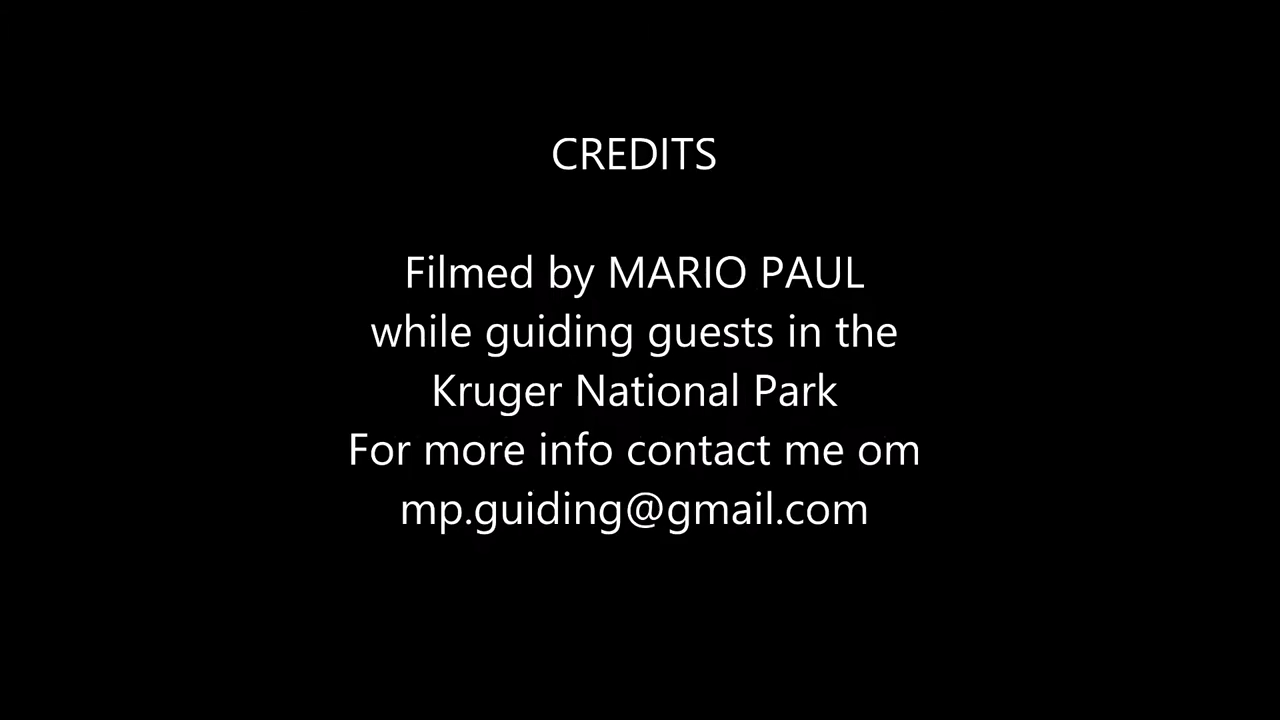 CREDITS
Filmed by MARIO PAUL
while guiding guests in the
Kruger National Park
For more info contact me om
mp.guiding@gmail.com